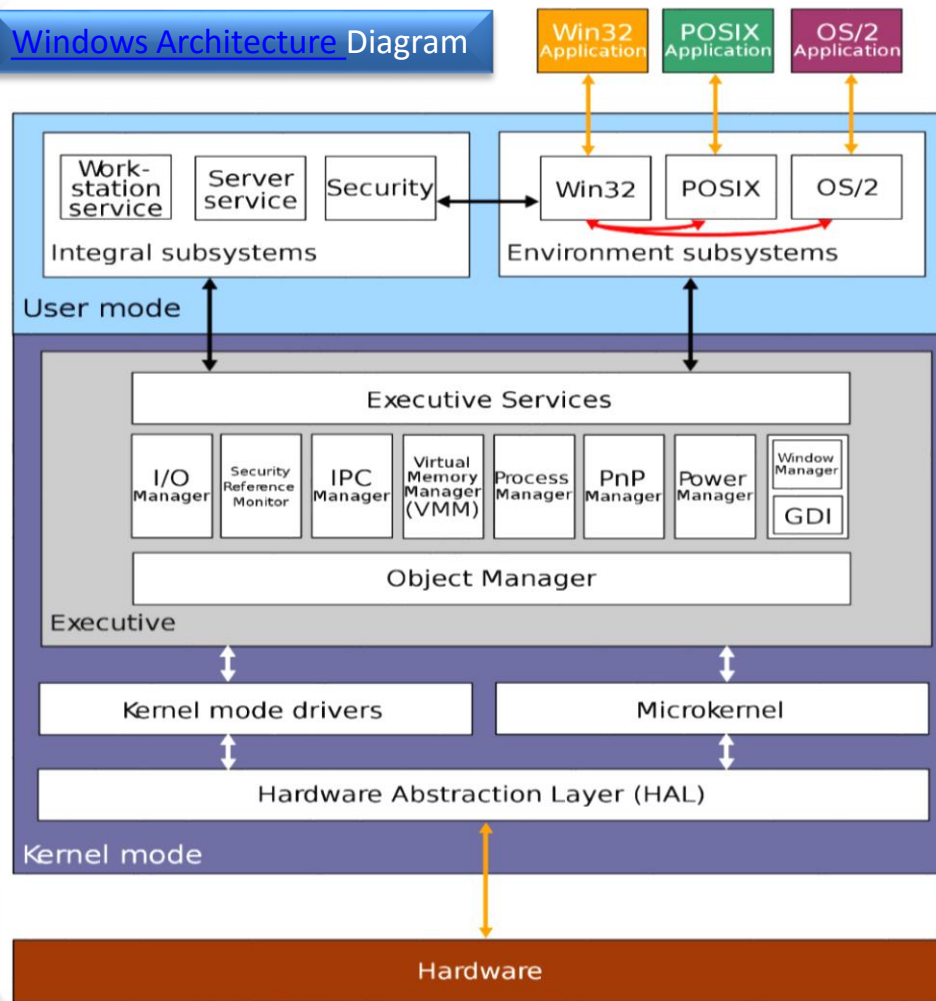 Windows Architecture Diagram
Win32
Application
POSIX
Application
OS/2
Application
Work-
station
service
Server
service
Security
Integral subsystems
Win32
POSIX
OS/2
Environment subsystems
User mode
Executive Services
I/O
Manager
Security
Reference
Monitor
IPC
Manager
Virtual
Memory
Manager
(VMM)
Process
Manager
PnP
Manager
Power
Manager
Window
Manager
GDI
Object Manager
Executive
Kernel mode drivers
Microkernel
Hardware Abstraction Layer (HAL)
Kernel mode
Hardware